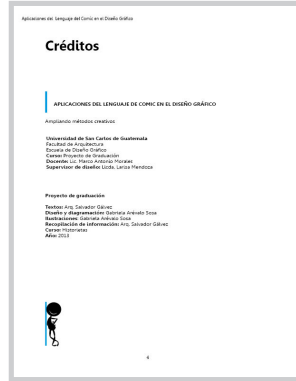 Aplicaciones del Lenguaje del Comic en el Diseño Gráfico
Créditos
APLICACIONES DEL LENGUAJE DE COMIC EN EL DISEÑO GRÁFICO
Ampliando métodos creativos
Universidad de San Carlos de Guatemala
Facultad de Arquitectura
Escuela de Diseño Gráfico
Curso: Proyecto de Graduación
Docente: Lic. Marco Antonio Morales
Supervisor de diseño: Licda. Larisa Mendoza
Proyecto de graduación
Textos: Arq. Salvador Gálvez
Diseño y diagramación: Gabriela Arévalo Sosa
Ilustraciones: Gabriela Arévalo Sosa
Recopilación de información: Arq. Salvador Gálvez
Curso: Historietas
Año: 2013